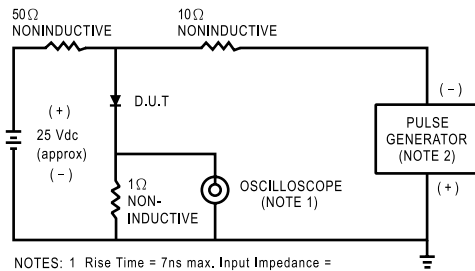 50Ω
NONINDUCTIVE
10Ω
NONINDUCTIVE
D.U.T
(+)
25 Vdc
(approx)
(−)
1Ω
NON-
INDUCTIVE
OSCILLOSCOPE
(NOTE 1)
(−)
PULSE
GENERATOR
(NOTE 2)
(+)
NOTES: 1 Rise Time = 7ns max. Input Impedance =